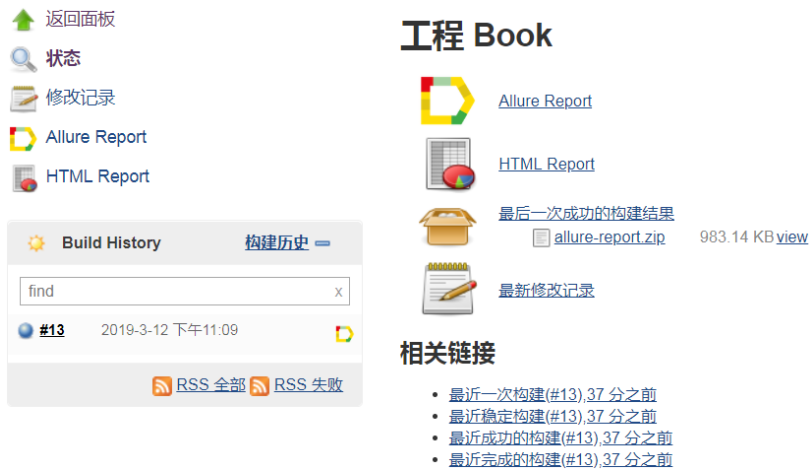 返回面板
状态
修改记录
Allure Report
HTML Report
Build History 构建历史
find x
#13 2019-3-12 下午11:09
RSS 全部 RSS 失败
工程 Book
Allure Report
HTML Report
最后一次成功的构建结果
allure-report.zip 983.14 KB view
最新修改记录
相关链接
最近一次构建(#13),37 分之前
最近稳定构建(#13),37 分之前
最近成功的构建(#13),37 分之前
最近完成的构建(#13),37 分之前